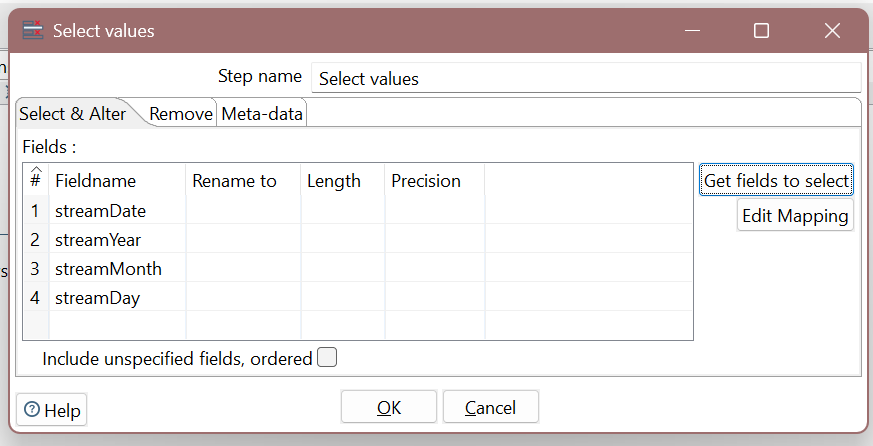 Select values
Step name Select values
Select & Alter Remove Meta-data
Fields :
# Fieldname Rename to Length Precision
Get fields to select
1 streamDate
Edit Mapping
2 streamYear
3 streamMonth
4 streamDay
Include unspecified fields, ordered
Help OK Cancel